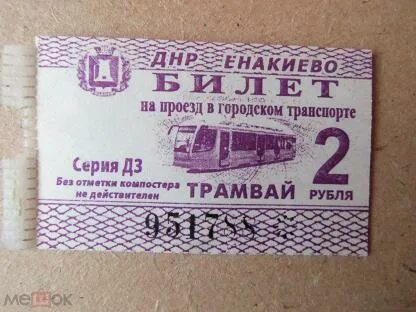 ДНР ЕНАКИЕВО
БИЛЕТ
на проезд в городском транспорте
Серия ДЗ
2
Без отметки компостера
не действителен
ТРАМВАЙ
РУБЛЯ
951788
мешок